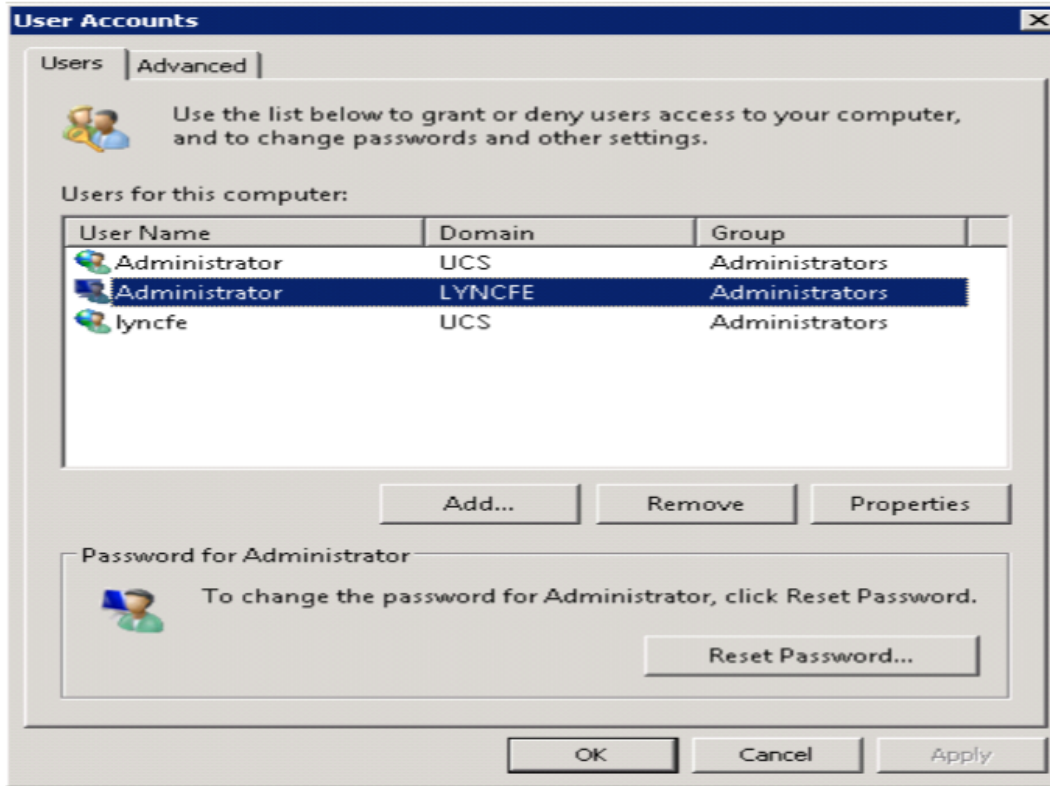 User Accounts
Users
Advanced
Use the list below to grant or deny users access to your computer,
and to change passwords and other settings.
Users for this computer:
User Name Domain Group
Administrator UCS Administrators
Administrator LYNCFE Administrators
lyncfe UCS Administrators
Add... Remove Properties
Password for Administrator
To change the password for Administrator, click Reset Password.
Reset Password...
OK Cancel Apply